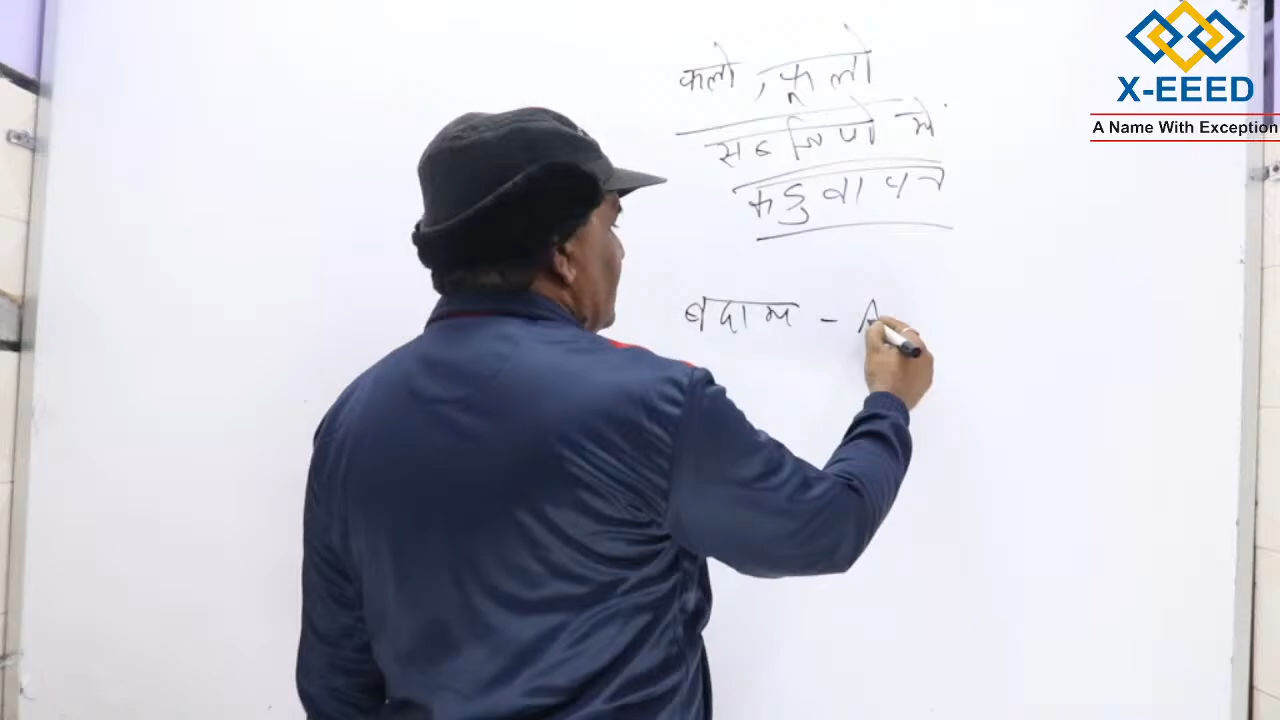 फलो, फूलो
सब्जियो में
कडुवापन
बदाम - A
X-EEED
A Name With Exception